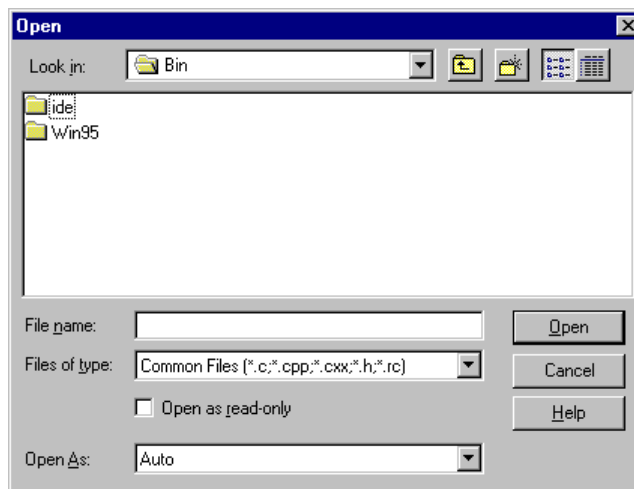 Open
Look in: Bin
ide
Win95
File name: Open
Files of type: Common Files (*.c;*.cpp;*.cxx;*.h;*.rc) Cancel
Open as read-only Help
Open As: Auto